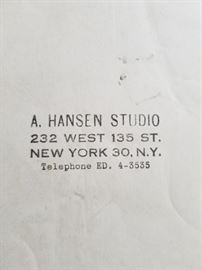 A. HANSEN STUDIO
232 WEST 135 ST.
NEW YORK 30, N.Y.
Telephone ED. 4-3535